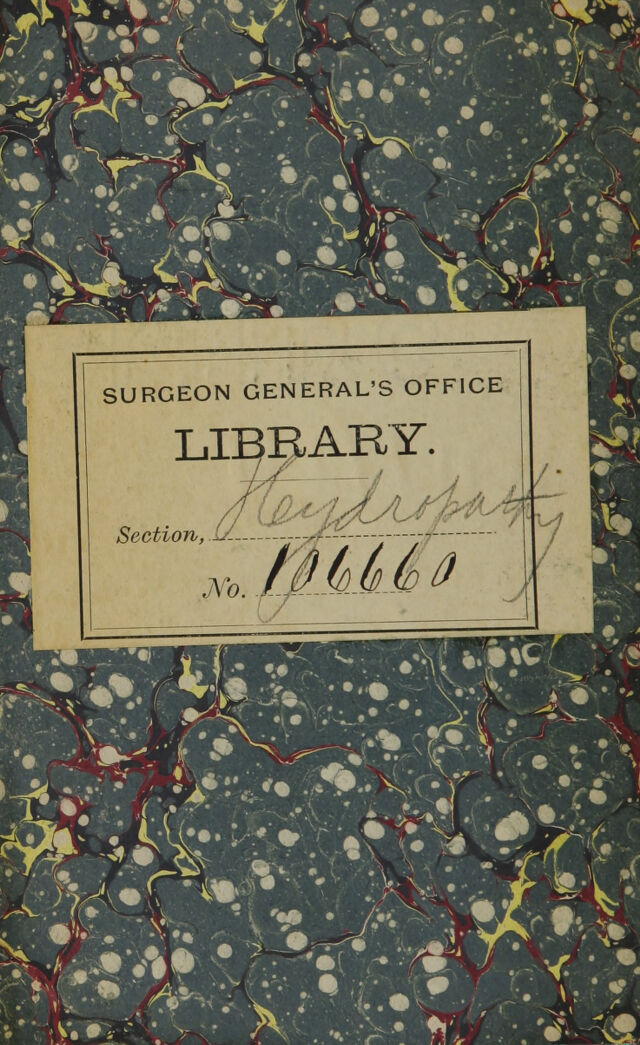 SURGEON GENERAL'S OFFICE
LIBRARY.
Section, Hydropathy
No. 106660